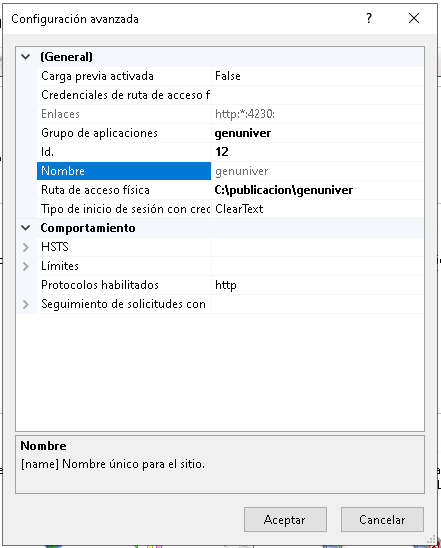 Configuración avanzada
(General)
Carga previa activada False
Credenciales de ruta de acceso f
Enlaces http:*:4230:
Grupo de aplicaciones genuniver
Id. 12
Nombre genuniver
Ruta de acceso física C:\publicacion\genuniver
Tipo de inicio de sesión con cred ClearText
Comportamiento
HSTS
Límites
Protocolos habilitados http
Seguimiento de solicitudes con
Nombre
[name] Nombre único para el sitio.
Aceptar Cancelar